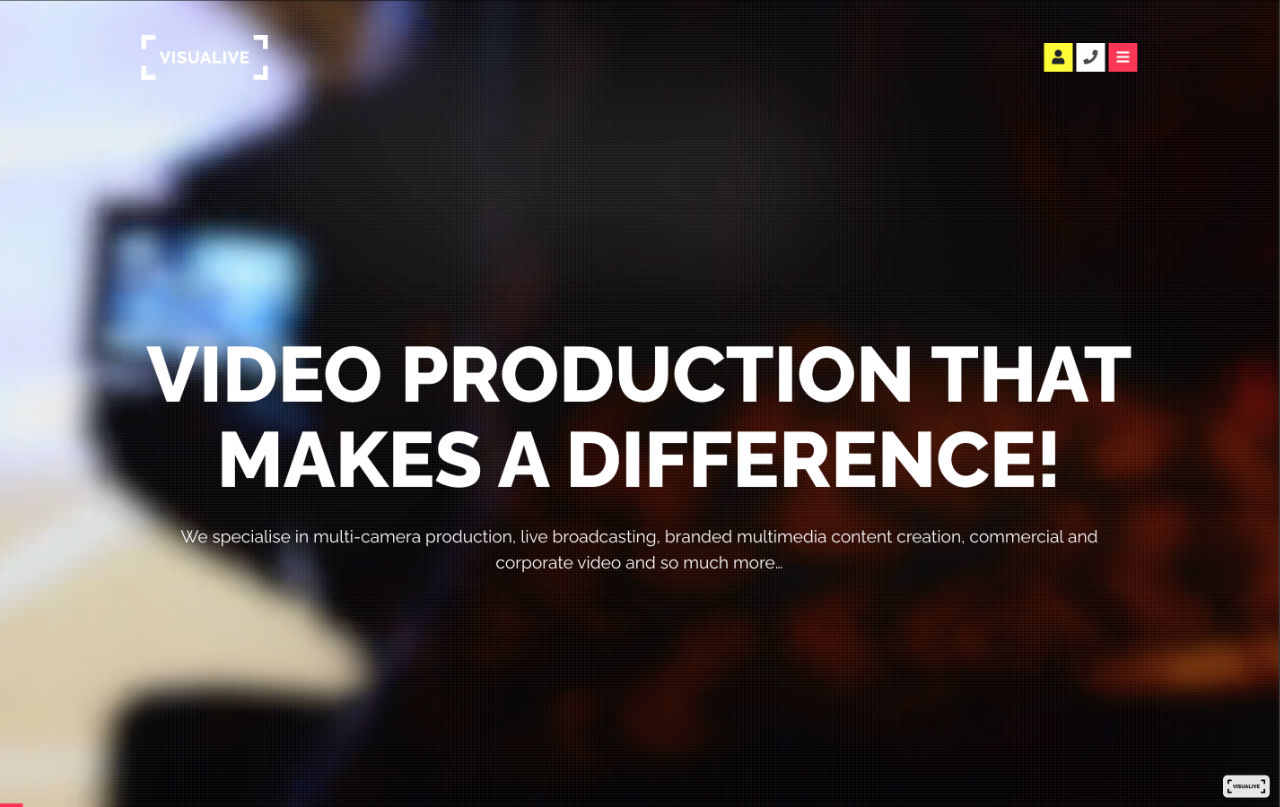 VISUALIVE
VIDEO PRODUCTION THAT
MAKES A DIFFERENCE!
We specialise in multi-camera production, live broadcasting, branded multimedia content creation, commercial and
corporate video and so much more…
VISUALIVE